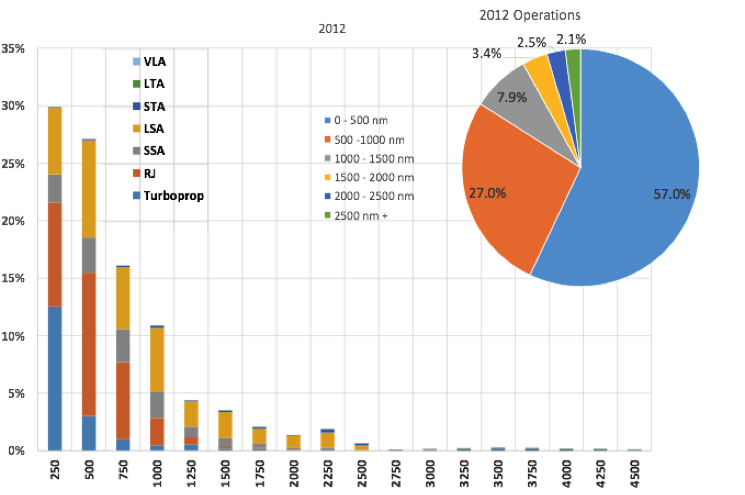 2012 Operations
2012
35%
30%
25%
20%
15%
10%
5%
0%
VLA
LTA
STA
LSA
SSA
RJ
Turboprop
0 - 500 nm
500 -1000 nm
1000 - 1500 nm
1500 - 2000 nm
2000 - 2500 nm
2500 nm +
3.4%
2.5%
2.1%
7.9%
27.0%
57.0%
250
500
750
1000
1250
1500
1750
2000
2250
2500
2750
3000
3250
3500
3750
4000
4250
4500